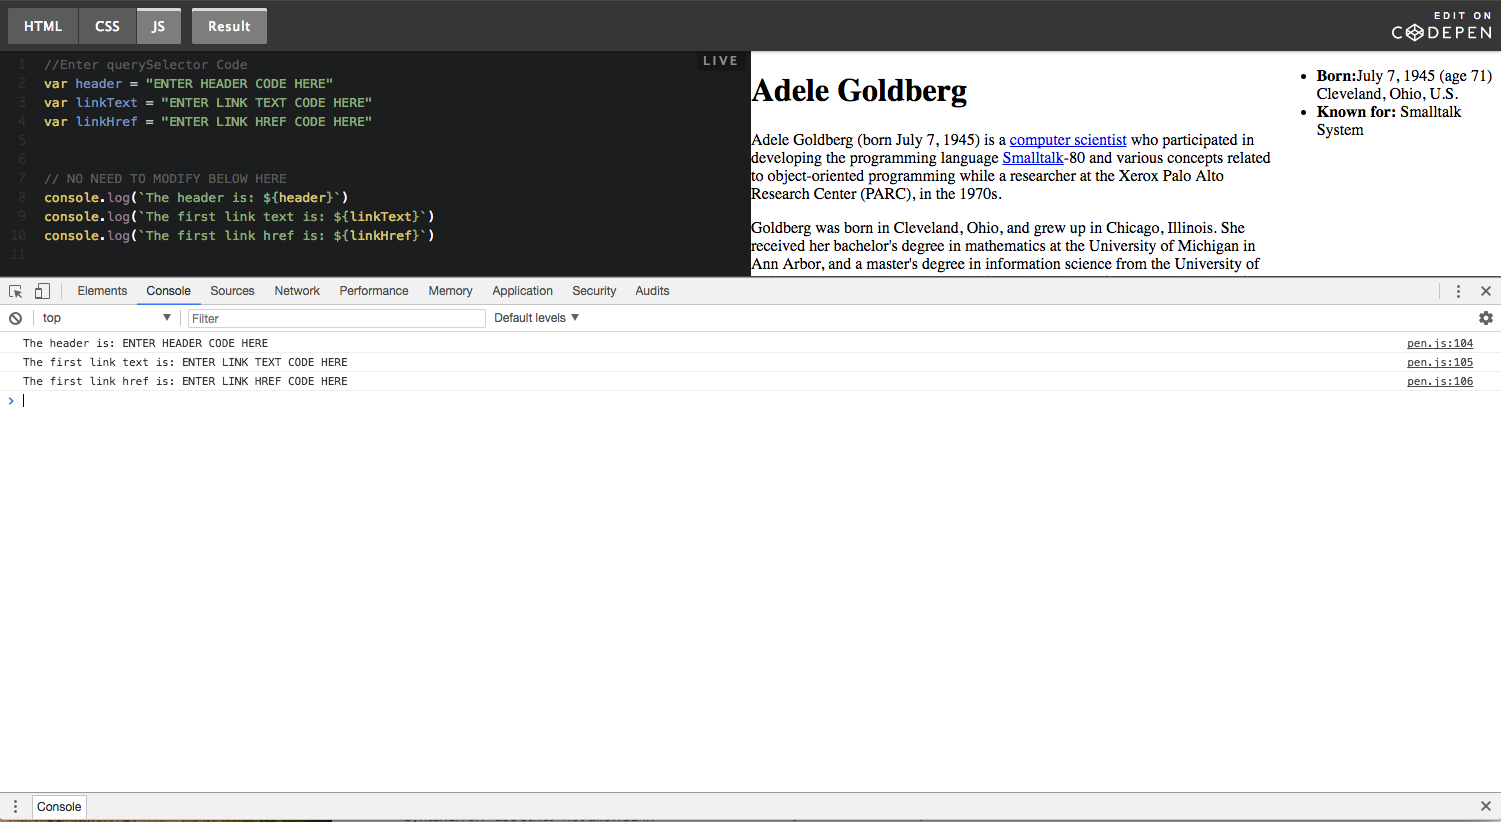 HTML CSS JS Result
EDIT ON
CODEPEN
1 //Enter querySelector Code
2 var header = "ENTER HEADER CODE HERE"
3 var linkText = "ENTER LINK TEXT CODE HERE"
4 var linkHref = "ENTER LINK HREF CODE HERE"
5
6
7 // NO NEED TO MODIFY BELOW HERE
8 console.log(`The header is: ${header}`)
9 console.log(`The first link text is: ${linkText}`)
10 console.log(`The first link href is: ${linkHref}`)
11
LIVE
Adele Goldberg
Adele Goldberg (born July 7, 1945) is a computer scientist who participated in
developing the programming language Smalltalk-80 and various concepts related
to object-oriented programming while a researcher at the Xerox Palo Alto
Research Center (PARC), in the 1970s.
Goldberg was born in Cleveland, Ohio, and grew up in Chicago, Illinois. She
received her bachelor's degree in mathematics at the University of Michigan in
Ann Arbor, and a master's degree in information science from the University of
• Born:July 7, 1945 (age 71)
Cleveland, Ohio, U.S.
• Known for: Smalltalk
System
Elements Console Sources Network Performance Memory Application Security Audits
top Filter Default levels
The header is: ENTER HEADER CODE HERE pen.js:104
The first link text is: ENTER LINK TEXT CODE HERE pen.js:105
The first link href is: ENTER LINK HREF CODE HERE pen.js:106
>
Console